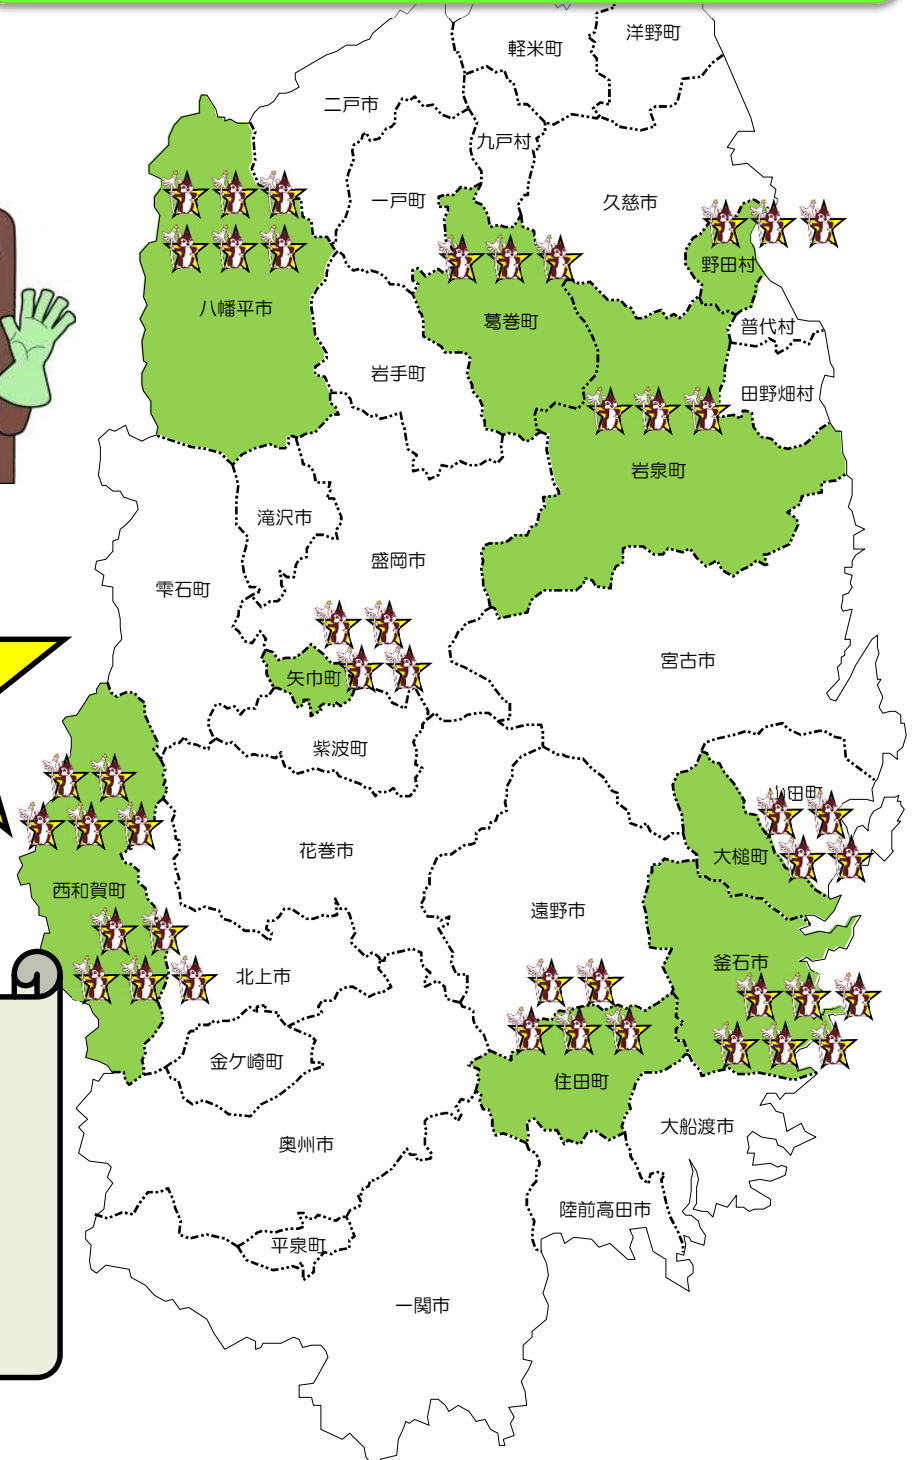 洋野町
軽米町
二戸市
九戸村
一戸町
久慈市
野田村
八幡平市
葛巻町
普代村
岩手町
田野畑村
岩泉町
滝沢市
盛岡市
雫石町
宮古市
矢巾町
紫波町
山田町
花巻市
大槌町
西和賀町
遠野市
釜石市
北上市
金ケ崎町
住田町
大船渡市
奥州市
陸前高田市
平泉町
一関市